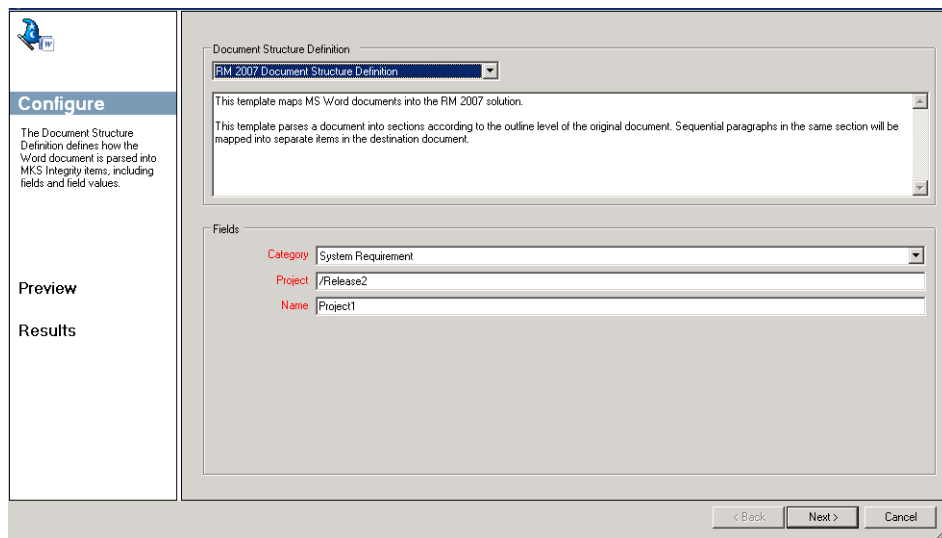 W
Configure
The Document Structure
Definition defines how the
Word document is parsed into
MKS Integrity items, including
fields and field values.
Preview
Results
Document Structure Definition
RM 2007 Document Structure Definition
This template maps MS Word documents into the RM 2007 solution.
This template parses a document into sections according to the outline level of the original document. Sequential paragraphs in the same section will be
mapped into separate items in the destination document.
Fields
Category System Requirement
Project /Release2
Name Project1
< Back Next > Cancel